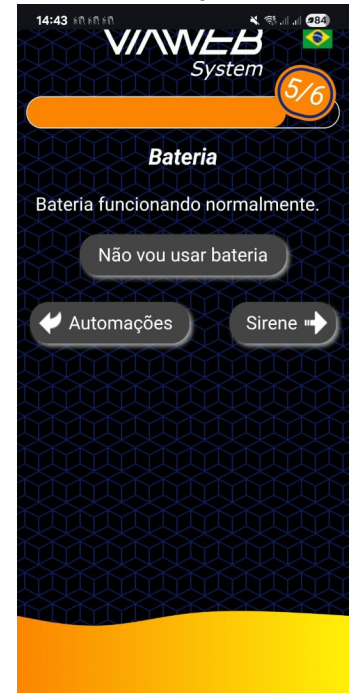 14:43
84
VIAWEB
System
5/6
Bateria
Bateria funcionando normalmente.
Não vou usar bateria
Automações
Sirene